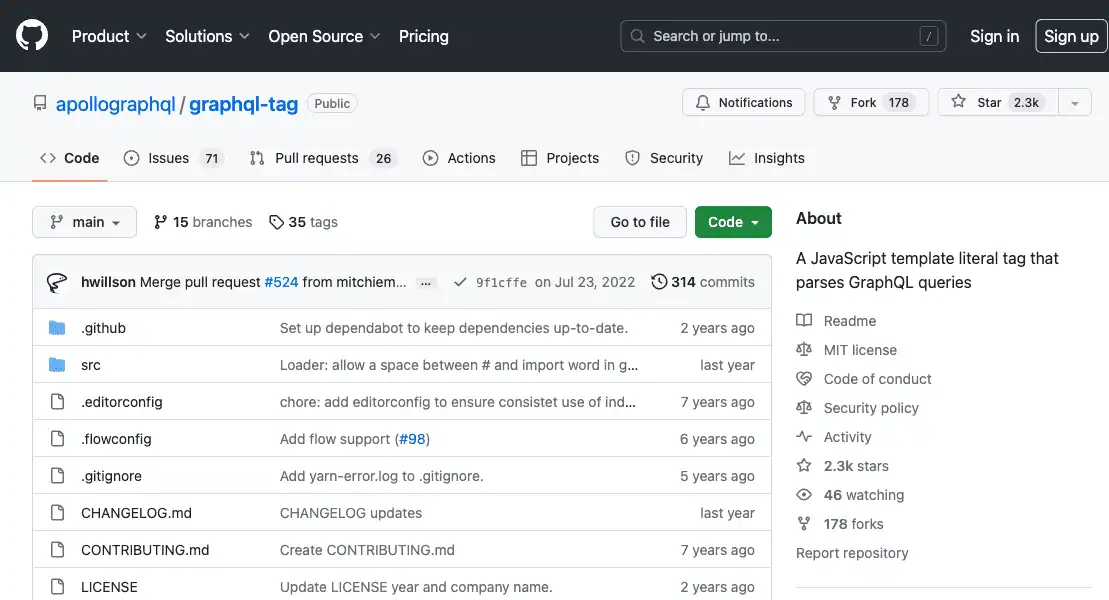 Product Solutions Open Source Pricing Search or jump to... / Sign in Sign up
apollographql / graphql-tag Public Notifications Fork 178 Star 2.3k
Code Issues 71 Pull requests 26 Actions Projects Security Insights
main 15 branches 35 tags Go to file Code
hwillson Merge pull request #524 from mitchiem... ... 9f1cffe on Jul 23, 2022 314 commits
.github Set up dependabot to keep dependencies up-to-date. 2 years ago
src Loader: allow a space between # and import word in g... last year
.editorconfig chore: add editorconfig to ensure consistet use of ind... 7 years ago
.flowconfig Add flow support (#98) 6 years ago
.gitignore Add yarn-error.log to .gitignore. 5 years ago
CHANGELOG.md CHANGELOG updates last year
CONTRIBUTING.md Create CONTRIBUTING.md 7 years ago
LICENSE Update LICENSE year and company name. 2 years ago
About
A JavaScript template literal tag that
parses GraphQL queries
Readme
MIT license
Code of conduct
Security policy
Activity
2.3k stars
46 watching
178 forks
Report repository